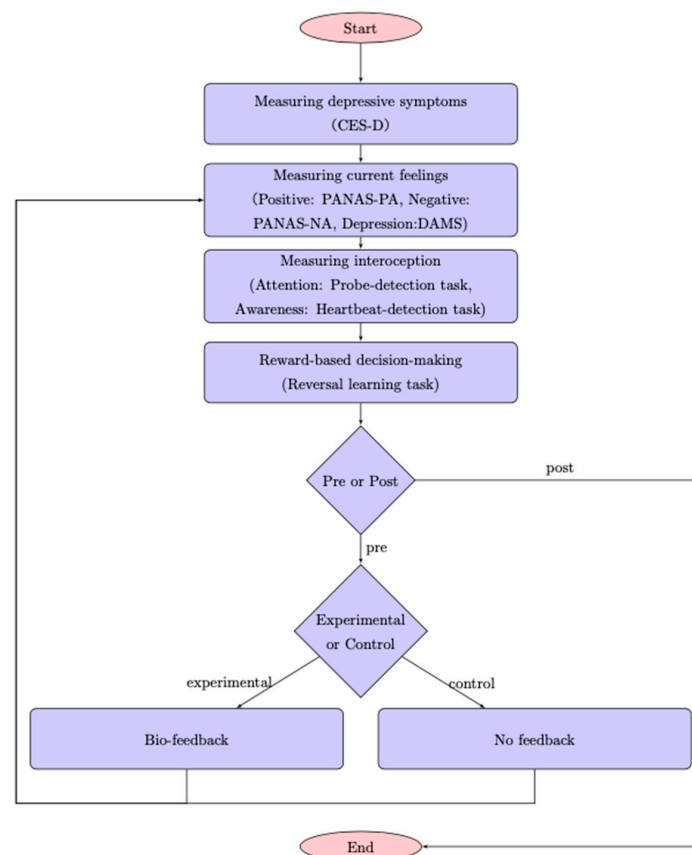 Start
Measuring depressive symptoms
(CES-D)
Measuring current feelings
(Positive: PANAS-PA, Negative:
PANAS-NA, Depression:DAMS)
Measuring interoception
(Attention: Probe-detection task,
Awareness: Heartbeat-detection task)
Reward-based decision-making
(Reversal learning task)
Pre or Post
post
pre
Experimental
or Control
experimental
control
Bio-feedback
No feedback
End